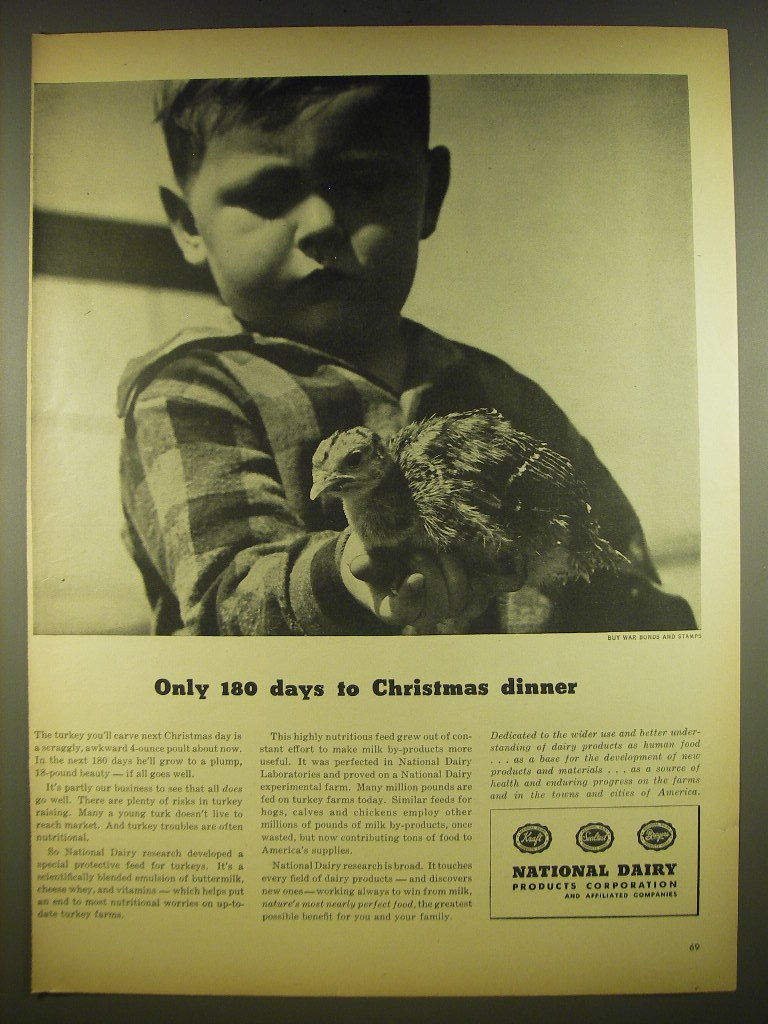 BUY WAR BONDS AND STAMPS
Only 180 days to Christmas dinner
The turkey you'll carve next Christmas day is
a scraggly, awkward 4-ounce poult about now.
In the next 180 days he'll grow to a plump,
18-pound beauty — if all goes well.
It's partly our business to see that all does
go well. There are plenty of risks in turkey
raising. Many a young turk doesn't live to
reach market. And turkey troubles are often
nutritional.
So National Dairy research developed a
special protective feed for turkeys. It's a
scientifically blended emulsion of buttermilk,
cheese whey, and vitamins — which helps put
an end to most nutritional worries on up-to-
date turkey farms.
This highly nutritious feed grew out of con-
stant effort to make milk by-products more
useful. It was perfected in National Dairy
Laboratories and proved on a National Dairy
experimental farm. Many million pounds are
fed on turkey farms today. Similar feeds for
hogs, calves and chickens employ other
millions of pounds of milk by-products, once
wasted, but now contributing tons of food to
America's supplies.
National Dairy research is broad. It touches
every field of dairy products — and discovers
new ones — working always to win from milk,
nature's most nearly perfect food, the greatest
possible benefit for you and your family.
Dedicated to the wider use and better under-
standing of dairy products as human food
. . . as a base for the development of new
products and materials . . . as a source of
health and enduring progress on the farms
and in the towns and cities of America.
Kraft Sealtest Breyers
NATIONAL DAIRY
PRODUCTS CORPORATION
AND AFFILIATED COMPANIES
69